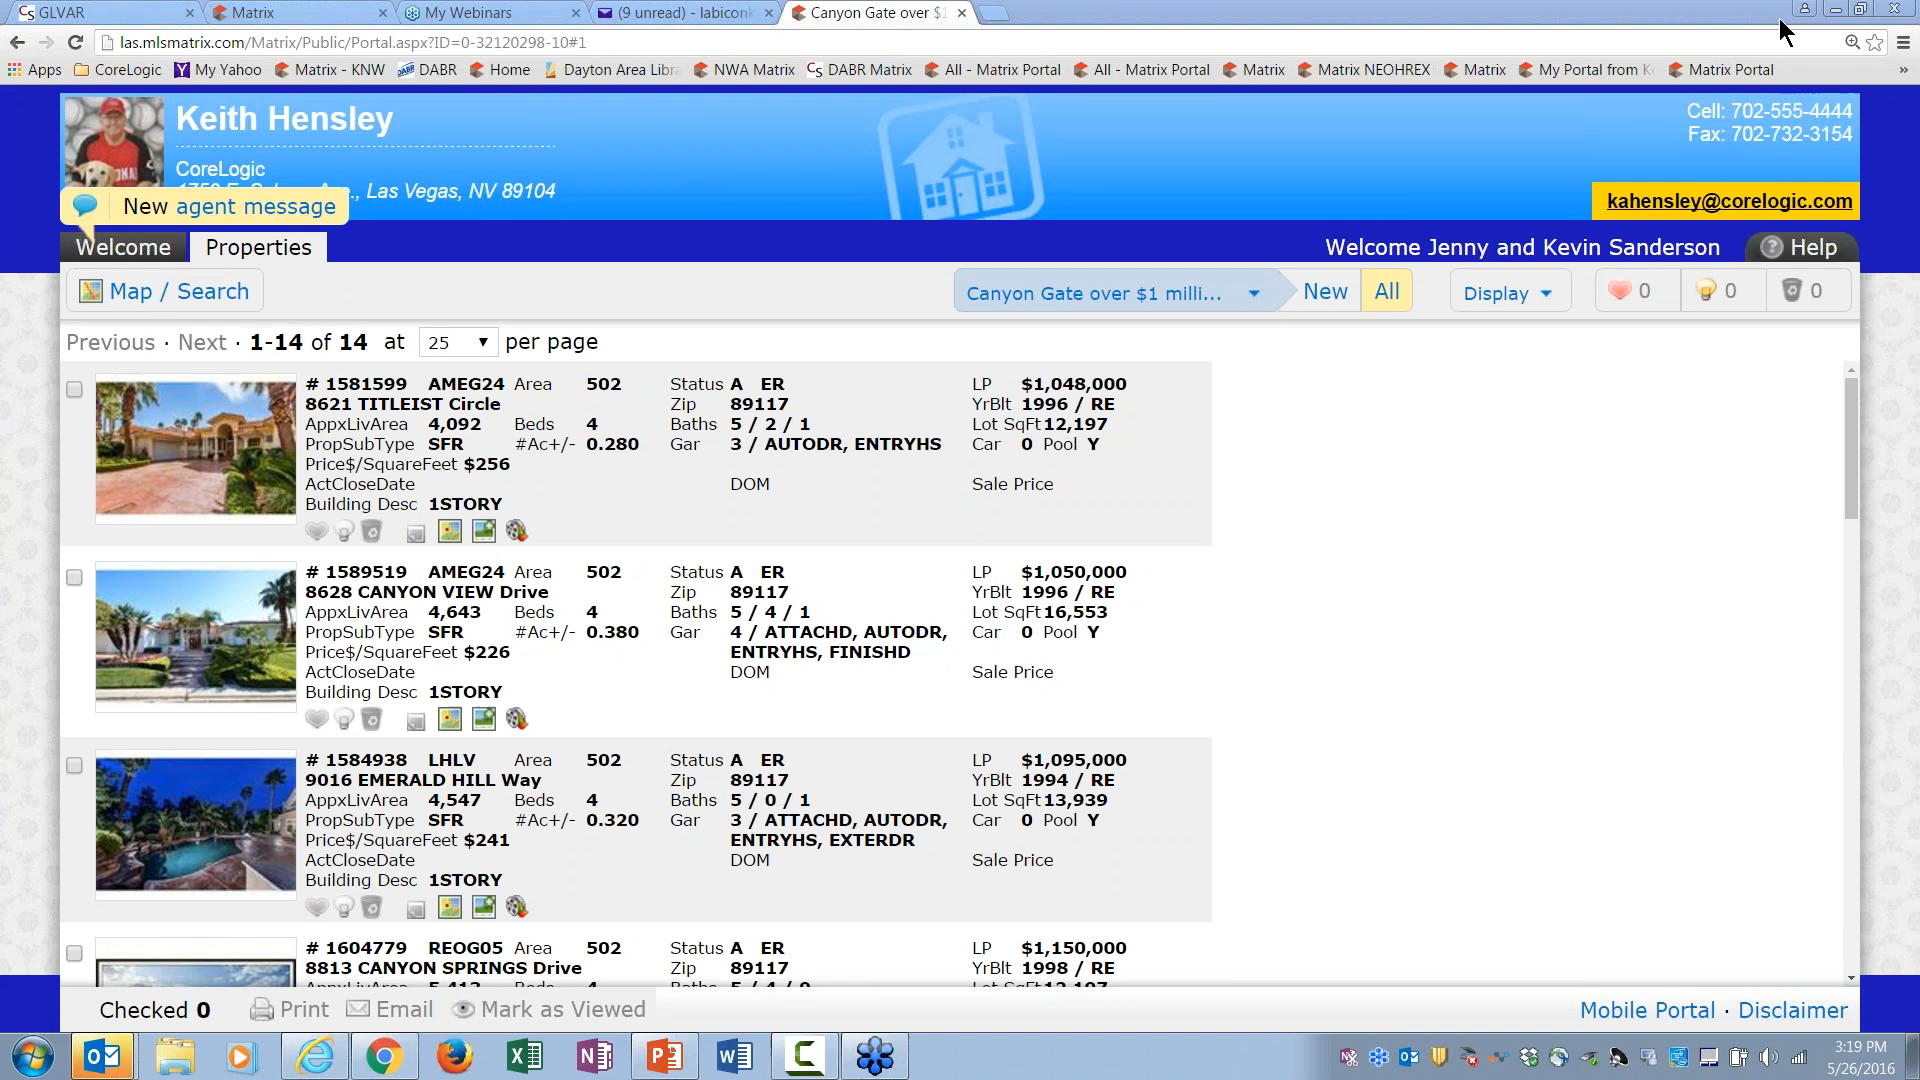 GLVAR
Matrix
My Webinars
(9 unread) - labiconk
Canyon Gate over $1
las.mlsmatrix.com/Matrix/Public/Portal.aspx?ID=0-32120298-10#1
Apps CoreLogic My Yahoo Matrix - KNW DABR Home Dayton Area Libra NWA Matrix DABR Matrix All - Matrix Portal All - Matrix Portal Matrix Matrix NEOHREX Matrix My Portal from K Matrix Portal »
Keith Hensley
Cell: 702-555-4444
Fax: 702-732-3154
CoreLogic
Las Vegas, NV 89104
kahensley@corelogic.com
New agent message
Welcome Properties
Welcome Jenny and Kevin Sanderson
? Help
Map / Search
Canyon Gate over $1 milli...
New All
Display
0 0 0
Previous · Next · 1-14 of 14 at 25 per page
# 1581599 AMEG24 Area 502 Status A ER LP $1,048,000
8621 TITLEIST Circle Zip 89117 YrBlt 1996 / RE
AppxLivArea 4,092 Beds 4 Baths 5 / 2 / 1 Lot SqFt 12,197
PropSubType SFR #Ac+/- 0.280 Gar 3 / AUTODR, ENTRYHS Car 0 Pool Y
Price$/SquareFeet $256
ActCloseDate DOM Sale Price
Building Desc 1STORY
# 1589519 AMEG24 Area 502 Status A ER LP $1,050,000
8628 CANYON VIEW Drive Zip 89117 YrBlt 1996 / RE
AppxLivArea 4,643 Beds 4 Baths 5 / 4 / 1 Lot SqFt 16,553
PropSubType SFR #Ac+/- 0.380 Gar 4 / ATTACHD, AUTODR, Car 0 Pool Y
Price$/SquareFeet $226 ENTRYHS, FINISHD
ActCloseDate DOM Sale Price
Building Desc 1STORY
# 1584938 LHLV Area 502 Status A ER LP $1,095,000
9016 EMERALD HILL Way Zip 89117 YrBlt 1994 / RE
AppxLivArea 4,547 Beds 4 Baths 5 / 0 / 1 Lot SqFt 13,939
PropSubType SFR #Ac+/- 0.320 Gar 3 / ATTACHD, AUTODR, Car 0 Pool Y
Price$/SquareFeet $241 ENTRYHS, EXTERDR
ActCloseDate DOM Sale Price
Building Desc 1STORY
# 1604779 REOG05 Area 502 Status A ER LP $1,150,000
8813 CANYON SPRINGS Drive Zip 89117 YrBlt 1998 / RE
Checked 0 Print Email Mark as Viewed
Mobile Portal · Disclaimer
3:19 PM
5/26/2016